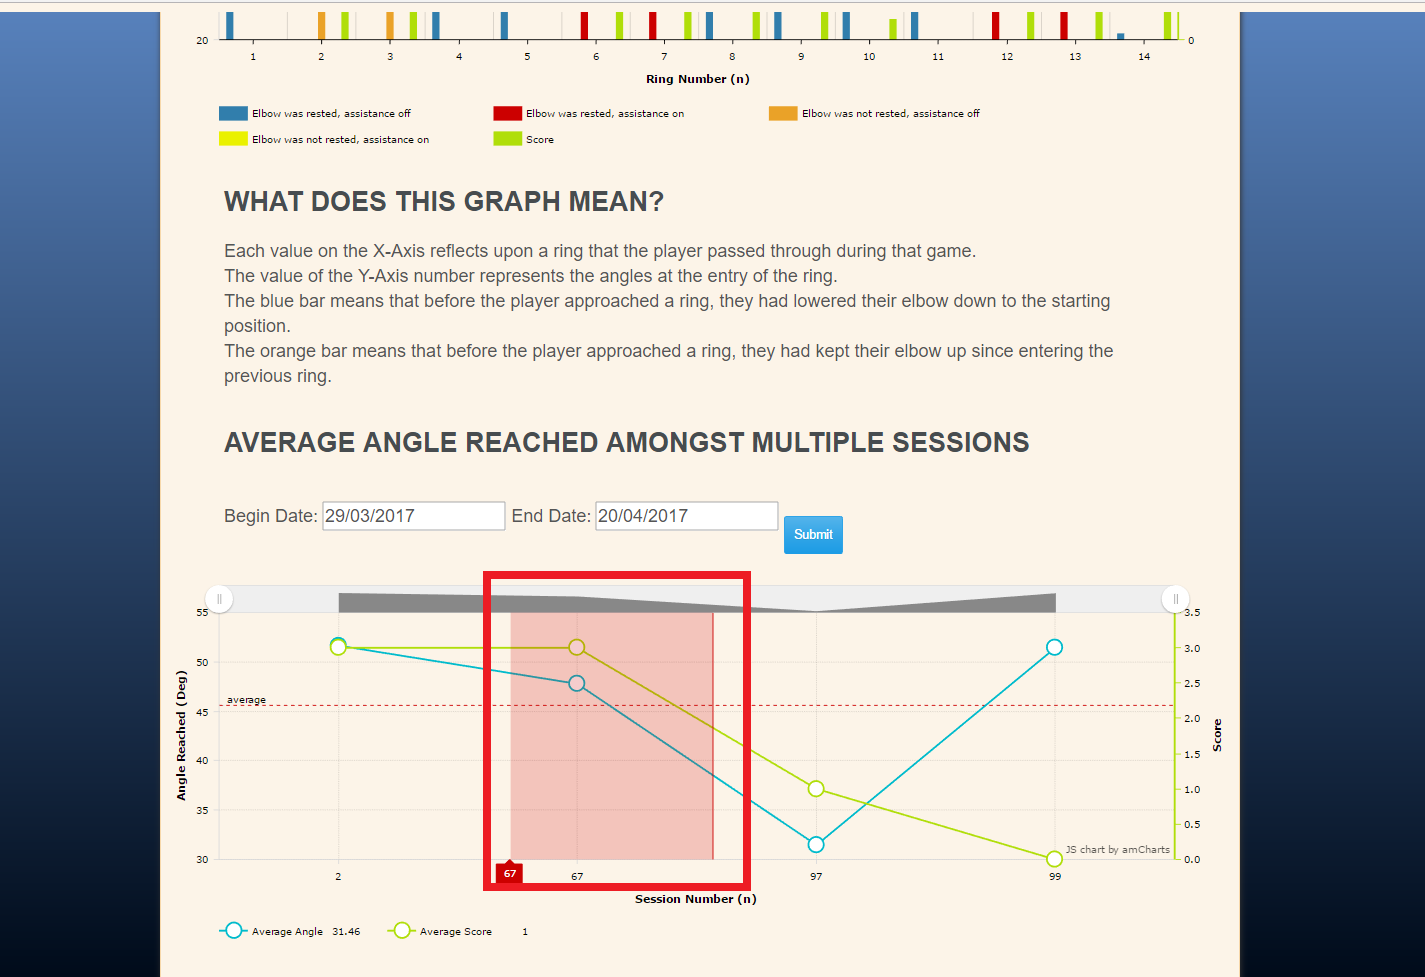 20
0
1 2 3 4 5 6 7 8 9 10 11 12 13 14
Ring Number (n)
Elbow was rested, assistance off
Elbow was rested, assistance on
Elbow was not rested, assistance off
Elbow was not rested, assistance on
Score
WHAT DOES THIS GRAPH MEAN?
Each value on the X-Axis reflects upon a ring that the player passed through during that game.
The value of the Y-Axis number represents the angles at the entry of the ring.
The blue bar means that before the player approached a ring, they had lowered their elbow down to the starting
position.
The orange bar means that before the player approached a ring, they had kept their elbow up since entering the
previous ring.
AVERAGE ANGLE REACHED AMONGST MULTIPLE SESSIONS
Begin Date: 29/03/2017 End Date: 20/04/2017 Submit
55
50
45
40
35
30
Angle Reached (Deg)
average
3.5
3.0
2.5
2.0
1.5
1.0
0.5
0.0
Score
JS chart by amCharts
67
2 67 97 99
Session Number (n)
Average Angle 31.46
Average Score 1